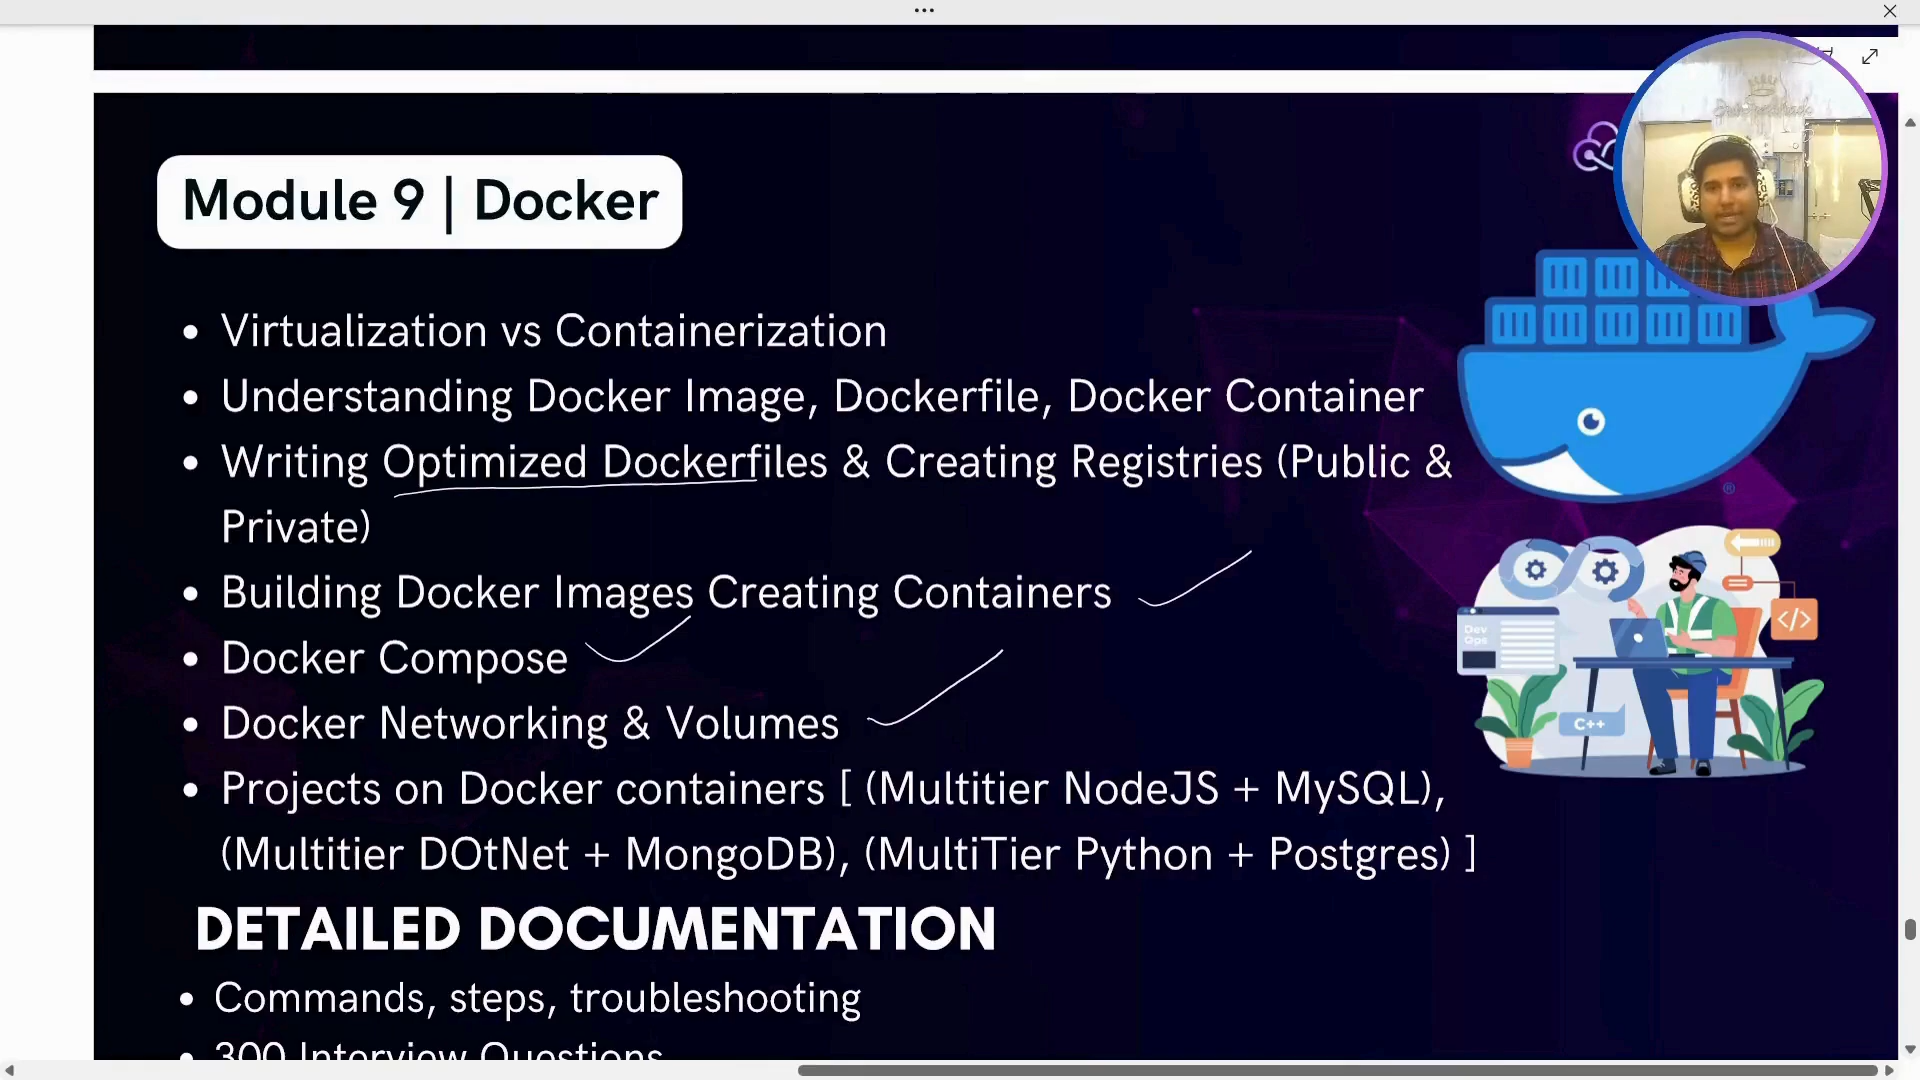 Module 9 | Docker
• Virtualization vs Containerization
• Understanding Docker Image, Dockerfile, Docker Container
• Writing Optimized Dockerfiles & Creating Registries (Public &
Private)
• Building Docker Images Creating Containers
• Docker Compose
• Docker Networking & Volumes
• Projects on Docker containers [ (Multitier NodeJS + MySQL),
(Multitier DOtNet + MongoDB), (MultiTier Python + Postgres) ]
DETAILED DOCUMENTATION
• Commands, steps, troubleshooting
• 300 Interview Questions
®
</>
Dev
Ops
C++